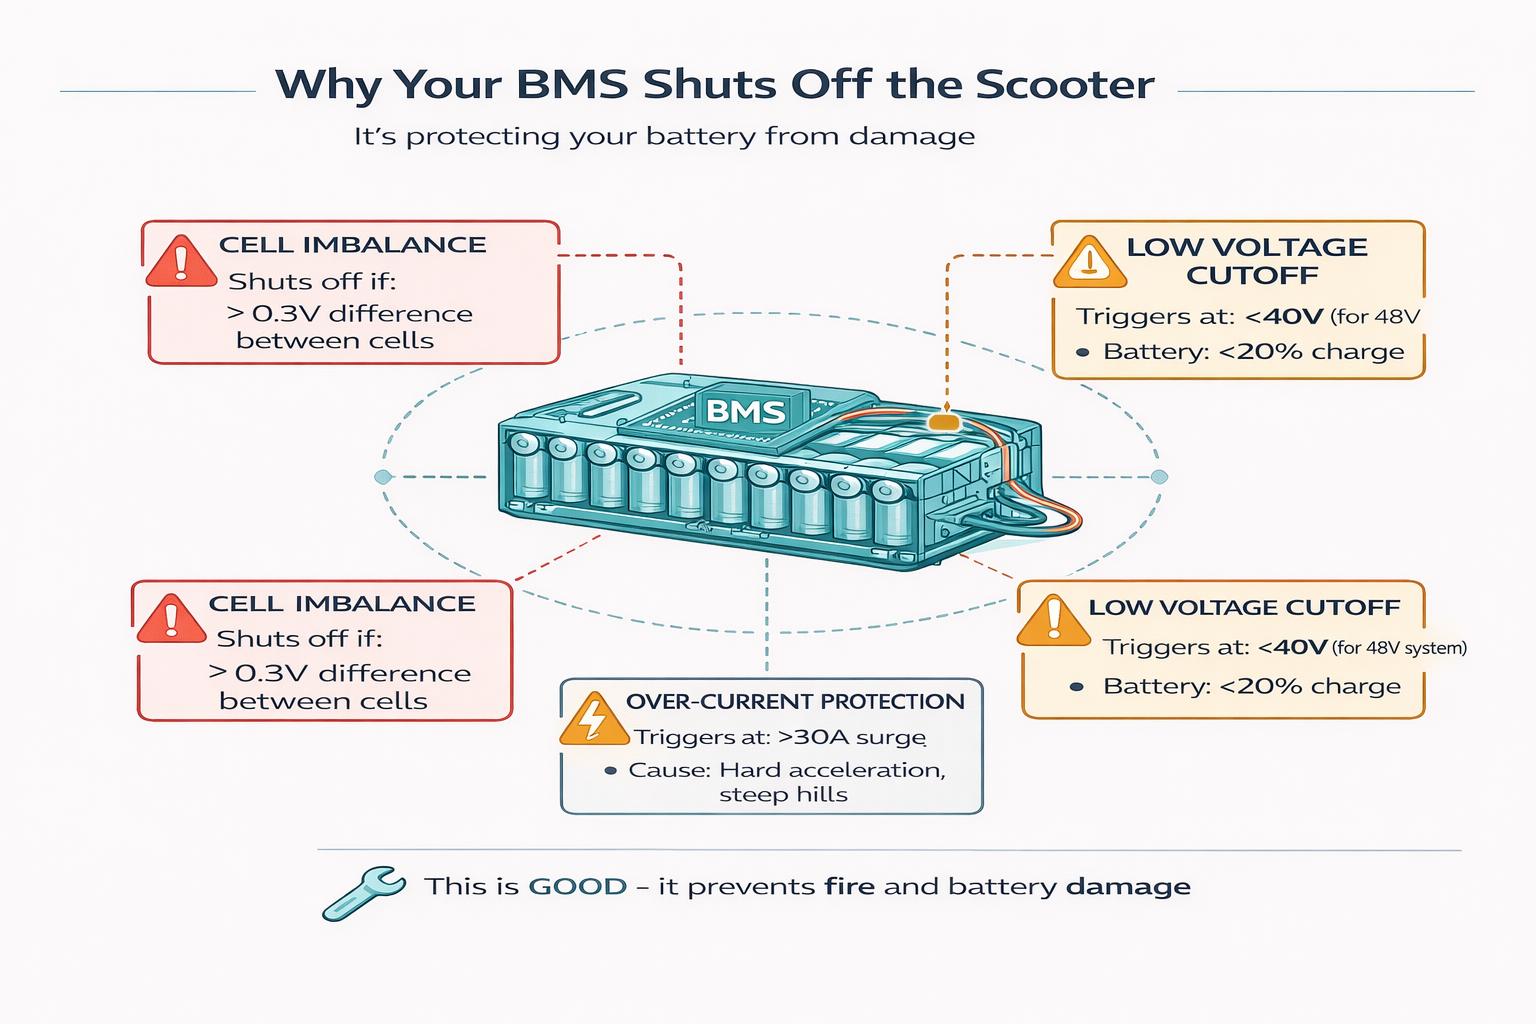 Why Your BMS Shuts Off the Scooter
It's protecting your battery from damage
CELL IMBALANCE
Shuts off if:
> 0.3V difference
between cells
LOW VOLTAGE
CUTOFF
Triggers at: <40V (for 48V
• Battery: <20% charge
BMS
CELL IMBALANCE
Shuts off if:
> 0.3V difference
between cells
LOW VOLTAGE CUTOFF
Triggers at: <40V (for 48V system)
• Battery: <20% charge
OVER-CURRENT PROTECTION
Triggers at: >30A surge
• Cause: Hard acceleration,
steep hills
This is GOOD – it prevents fire and battery damage